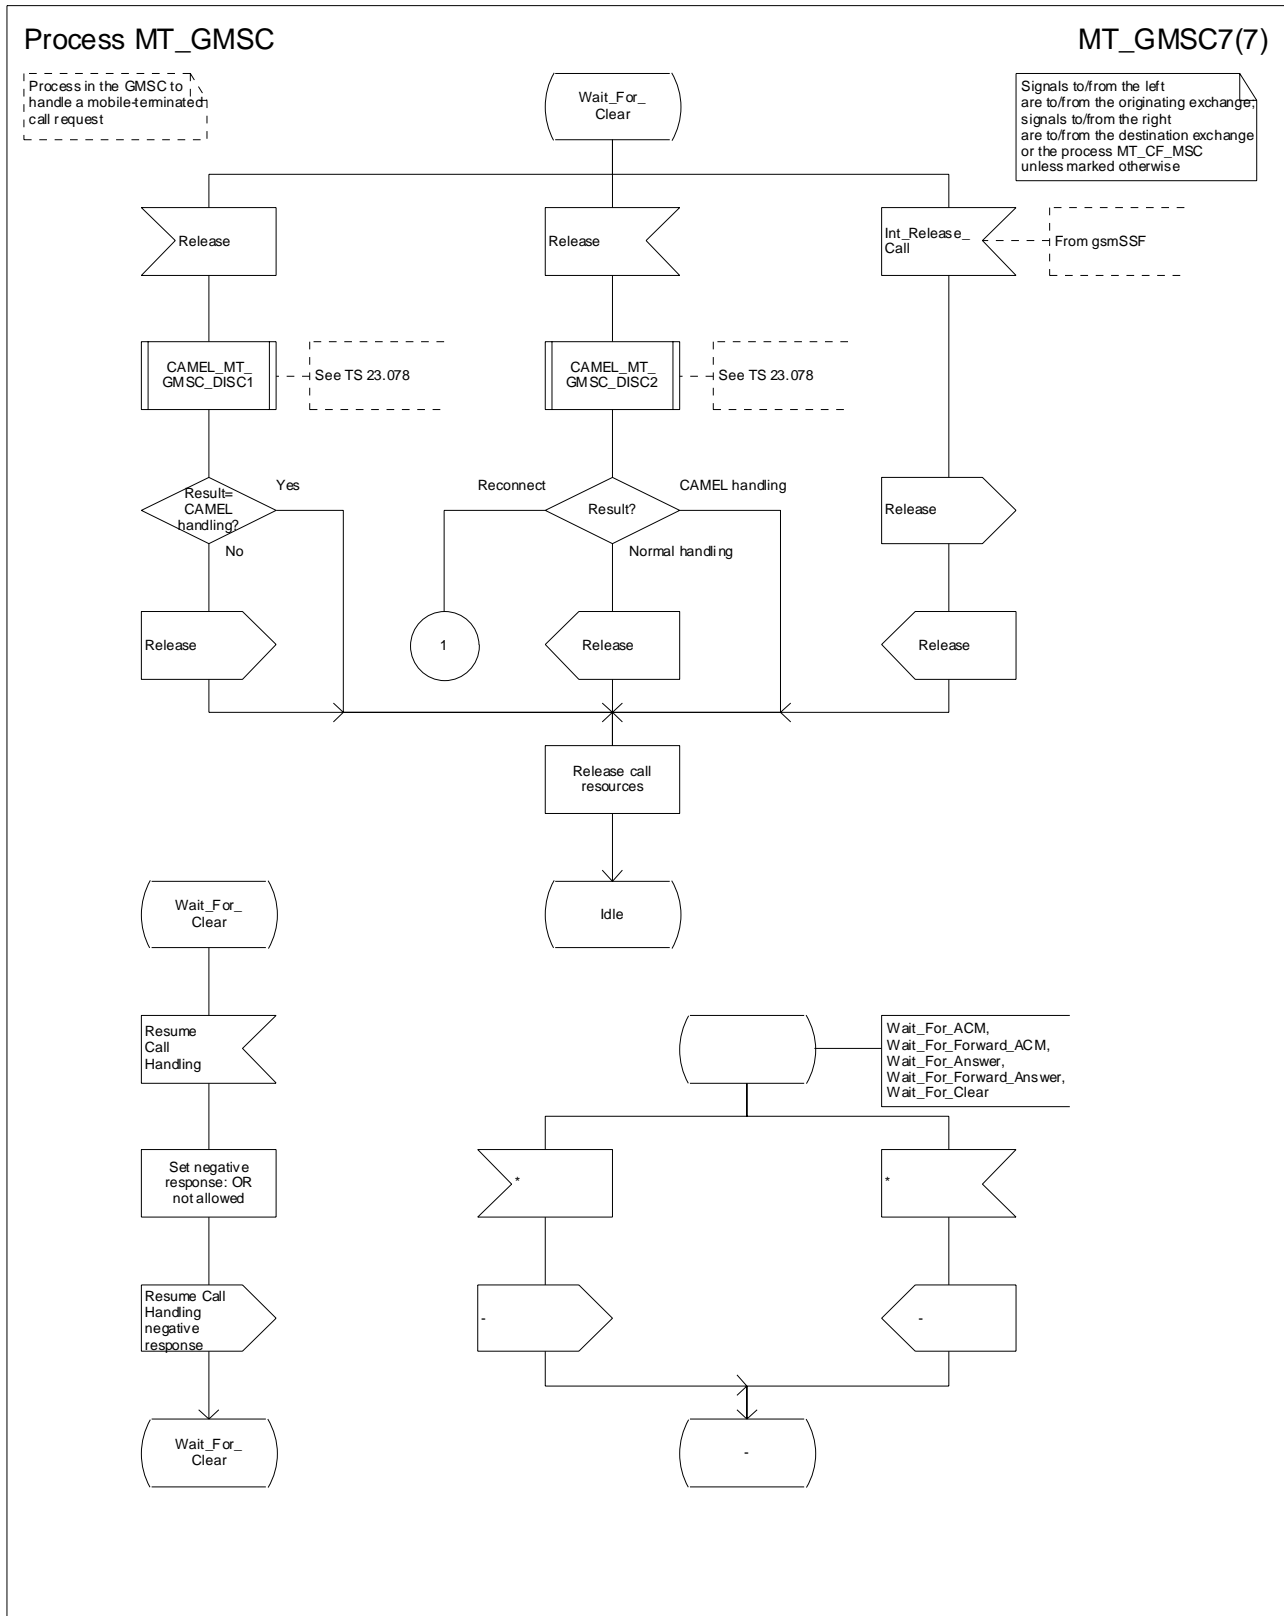 Process MT_GMSC
MT_GMSC7(7)
Process in the GMSC to
handle a mobile-terminated
call request
Wait_For_
Clear
Signals to/from the left
are to/from the originating exchange;
signals to/from the right
are to/from the destination exchange
or the process MT_CF_MSC
unless marked otherwise
Release
Release
Int_Release_
Call
From gsmSSF
CAMEL_MT_
GMSC_DISC1
See TS 23.078
CAMEL_MT_
GMSC_DISC2
See TS 23.078
Result=
CAMEL
handling?
Yes
No
Reconnect
Result?
CAMEL handling
Normal handling
Release
Release
1
Release
Release
Release call
resources
Idle
Wait_For_
Clear
Resume
Call
Handling
Set negative
response: OR
not allowed
Resume Call
Handling
negative
response
Wait_For_
Clear
Wait_For_ACM,
Wait_For_Forward_ACM,
Wait_For_Answer,
Wait_For_Forward_Answer,
Wait_For_Clear
*
*
-
-
-